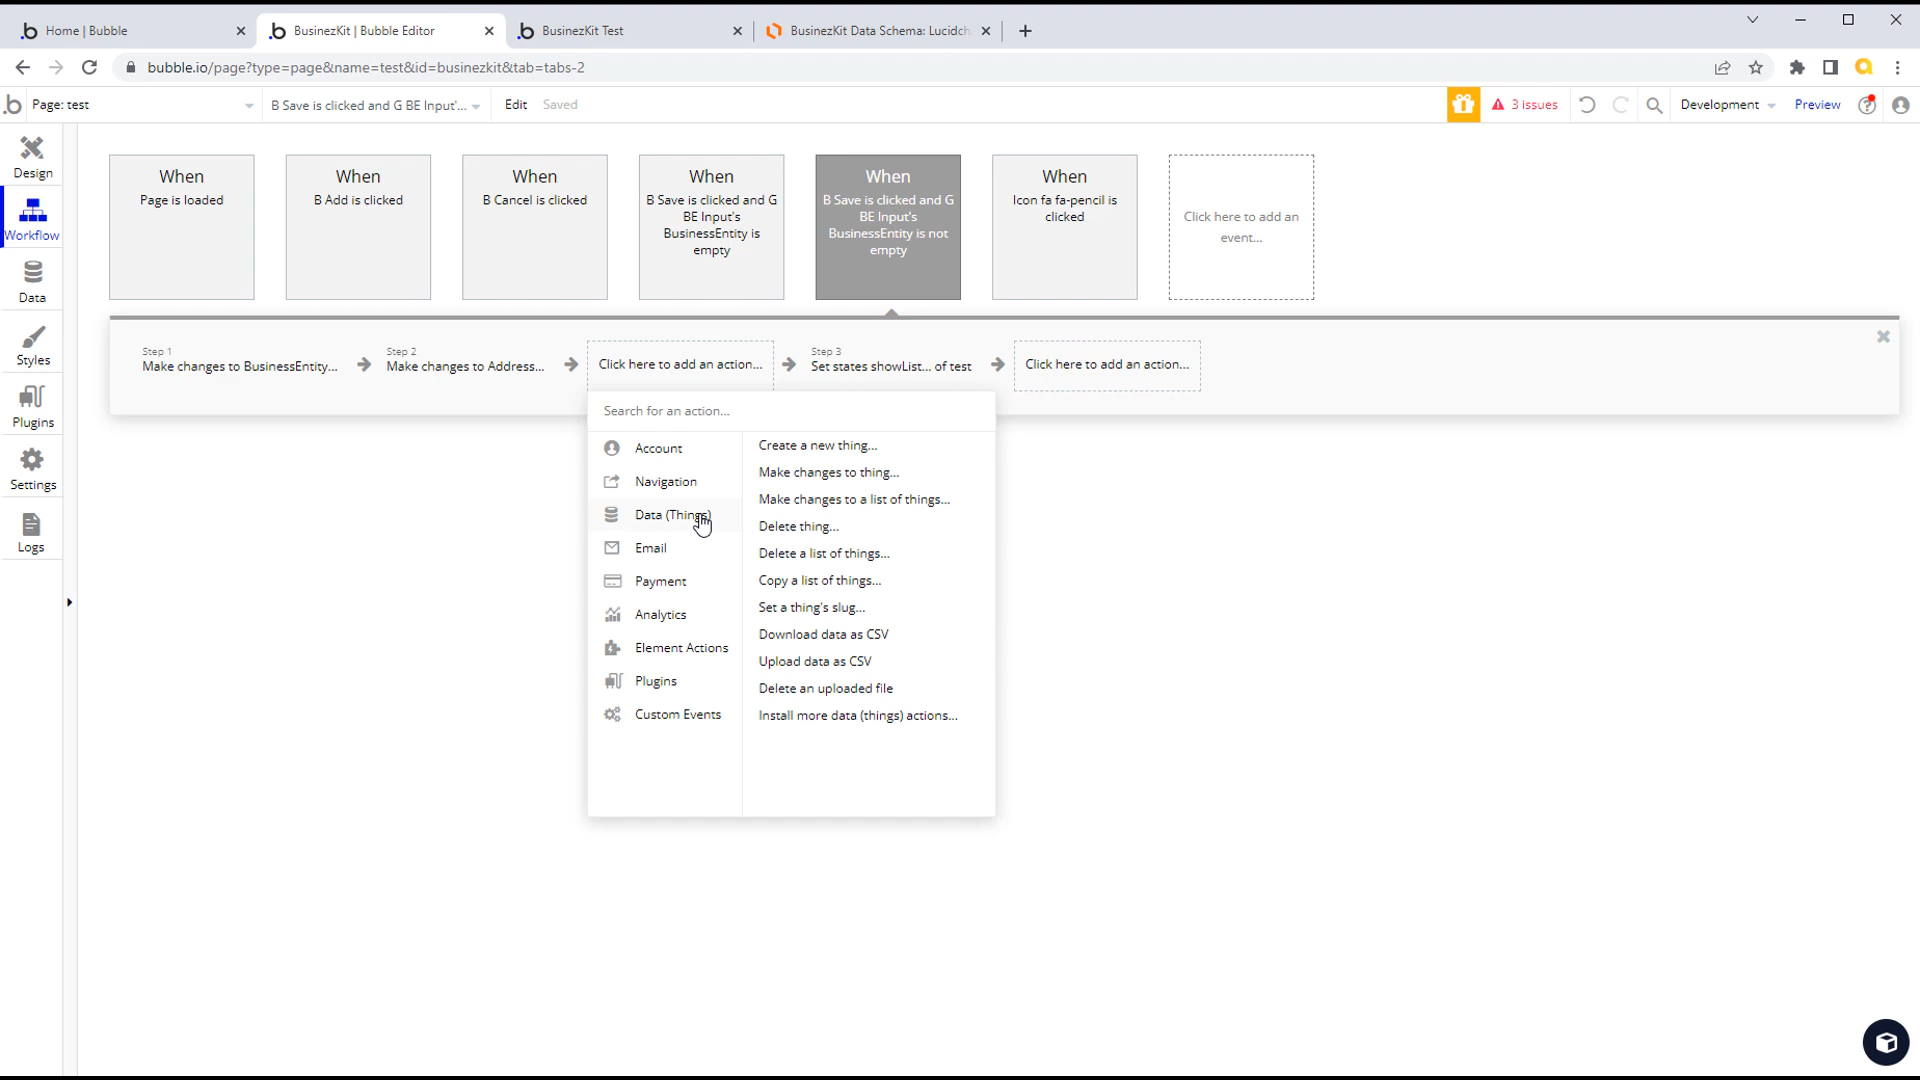 Home | Bubble
BusinezKit | Bubble Editor
BusinezKit Test
BusinezKit Data Schema: Lucidch
bubble.io/page?type=page&name=test&id=businezkit&tab=tabs-2
Page: test
B Save is clicked and G BE Input'...
Edit
Saved
3 issues
Development
Preview
Design
Workflow
Data
Styles
Plugins
Settings
Logs
When
Page is loaded
When
B Add is clicked
When
B Cancel is clicked
When
B Save is clicked and G
BE Input's
BusinessEntity is
empty
When
B Save is clicked and G
BE Input's
BusinessEntity is not
empty
When
Icon fa fa-pencil is
clicked
Click here to add an
event...
Step 1
Make changes to BusinessEntity...
Step 2
Make changes to Address...
Click here to add an action...
Step 3
Set states showList... of test
Click here to add an action...
Search for an action...
Account
Navigation
Data (Things)
Email
Payment
Analytics
Element Actions
Plugins
Custom Events
Create a new thing...
Make changes to thing...
Make changes to a list of things...
Delete thing...
Delete a list of things...
Copy a list of things...
Set a thing's slug...
Download data as CSV
Upload data as CSV
Delete an uploaded file
Install more data (things) actions...